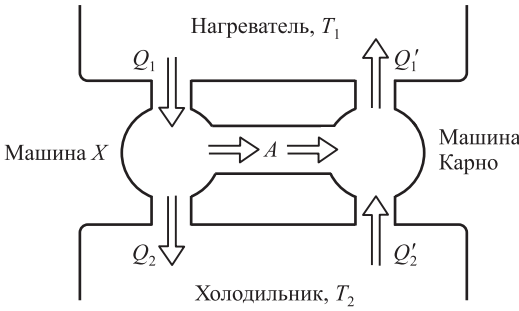 Нагреватель, T₁
Q₁
Q₁′
Машина X
A
Машина
Карно
Q₂
Q₂′
Холодильник, T₂